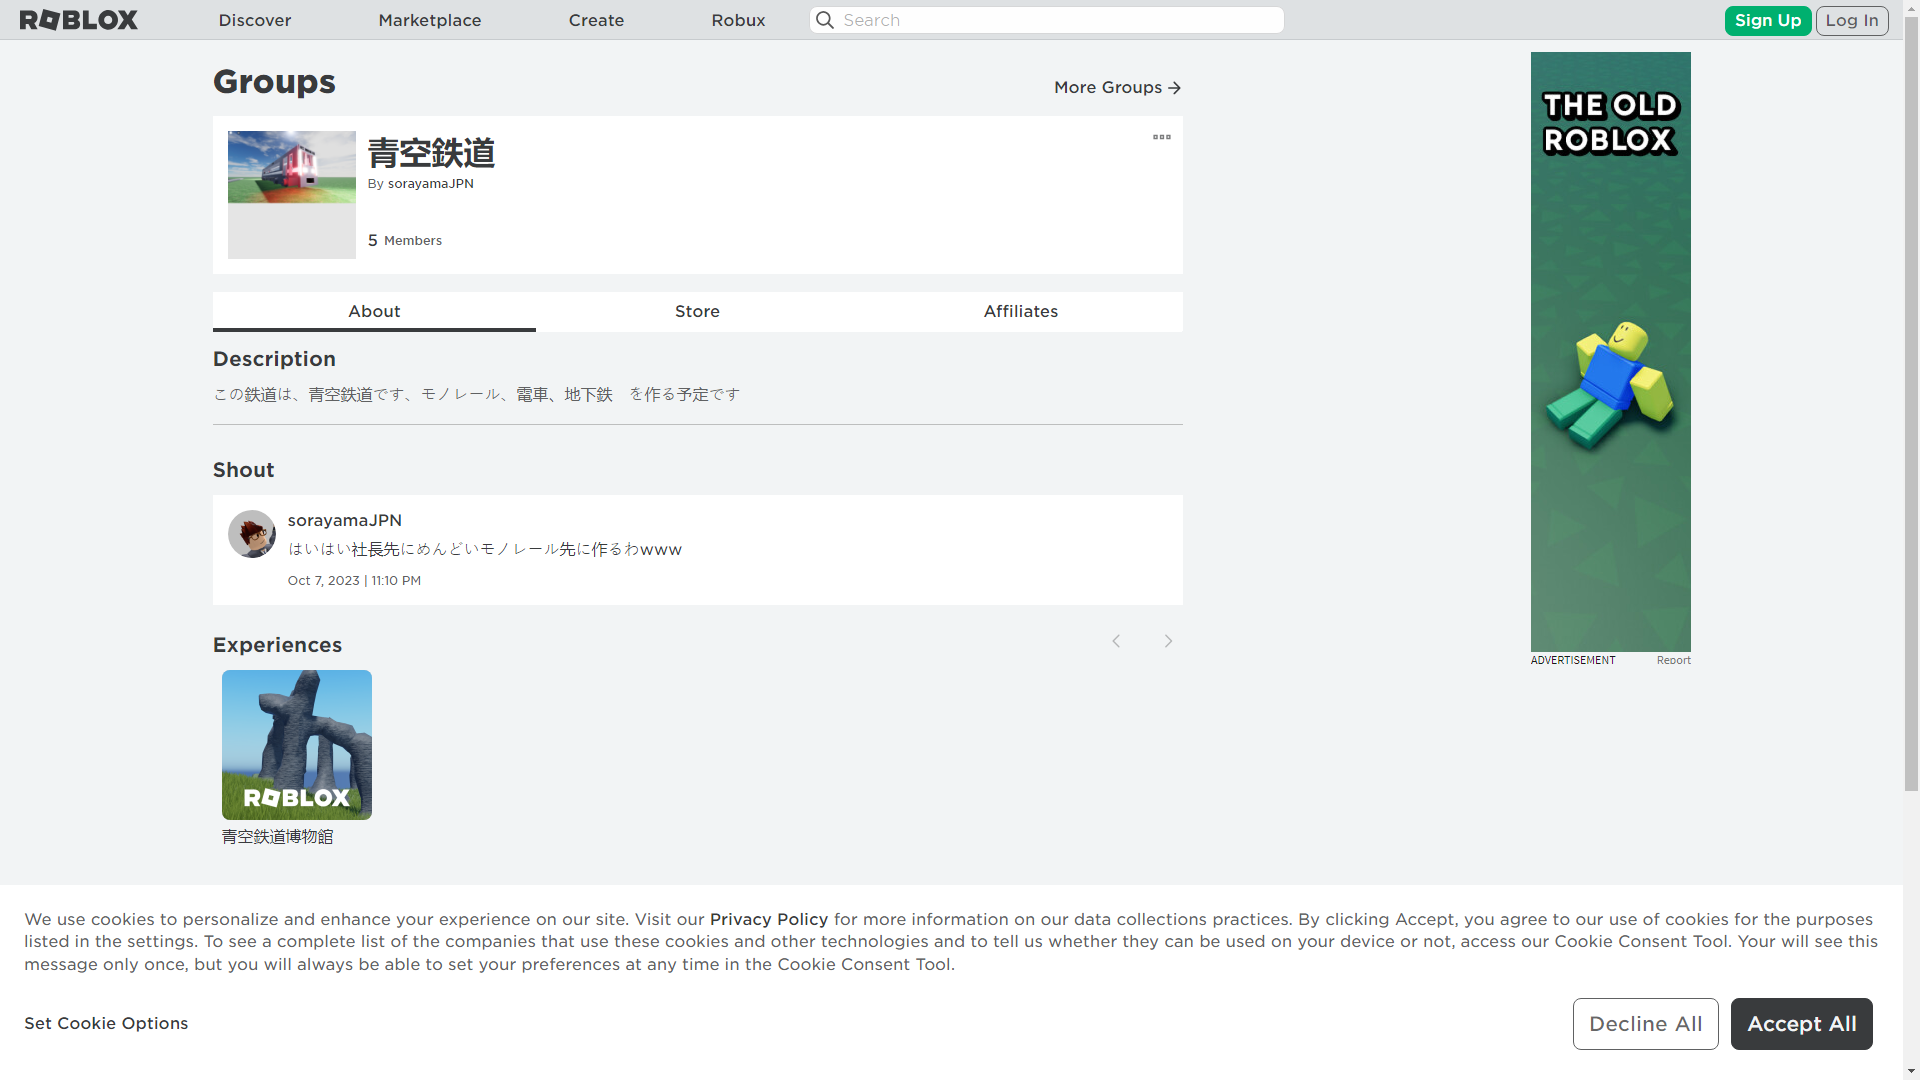 ROBLOX
Discover
Marketplace
Create
Robux
Search
Sign Up
Log In
Groups
More Groups
青空鉄道
By sorayamaJPN
5 Members
About
Store
Affiliates
Description
この鉄道は、青空鉄道です、モノレール、電車、地下鉄　を作る予定です
Shout
sorayamaJPN
はいはい社長先にめんどいモノレール先に作るわwww
Oct 7, 2023 | 11:10 PM
Experiences
ROBLOX
青空鉄道博物館
THE OLD
ROBLOX
ADVERTISEMENT
Report
We use cookies to personalize and enhance your experience on our site. Visit our Privacy Policy for more information on our data collections practices. By clicking Accept, you agree to our use of cookies for the purposes
listed in the settings. To see a complete list of the companies that use these cookies and other technologies and to tell us whether they can be used on your device or not, access our Cookie Consent Tool. Your will see this
message only once, but you will always be able to set your preferences at any time in the Cookie Consent Tool.
Set Cookie Options
Decline All
Accept All